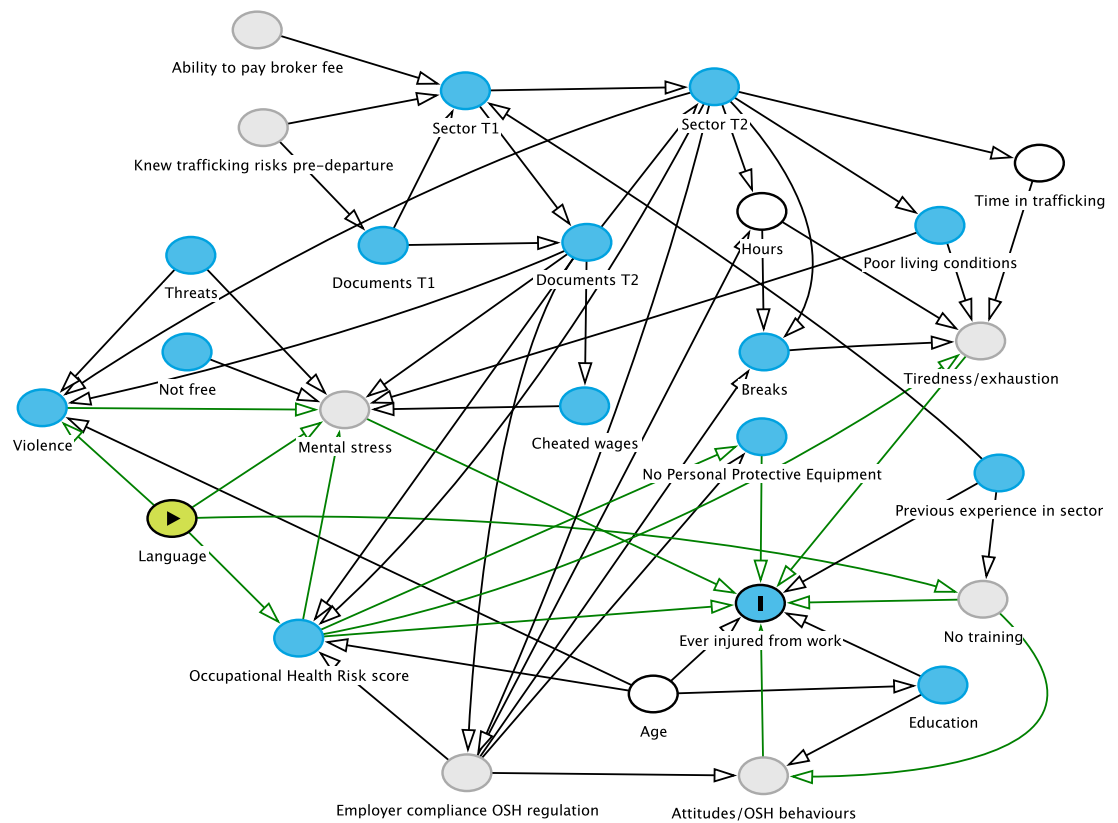 Ability to pay broker fee
Sector T1
Sector T2
Knew trafficking risks pre-departure
Time in trafficking
Hours
Poor living conditions
Documents T1
Documents T2
Threats
Tiredness/exhaustion
Not free
Breaks
Violence
Mental stress
Cheated wages
No Personal Protective Equipment
Previous experience in sector
Language
Ever injured from work
No training
Occupational Health Risk score
Age
Education
Employer compliance OSH regulation
Attitudes/OSH behaviours